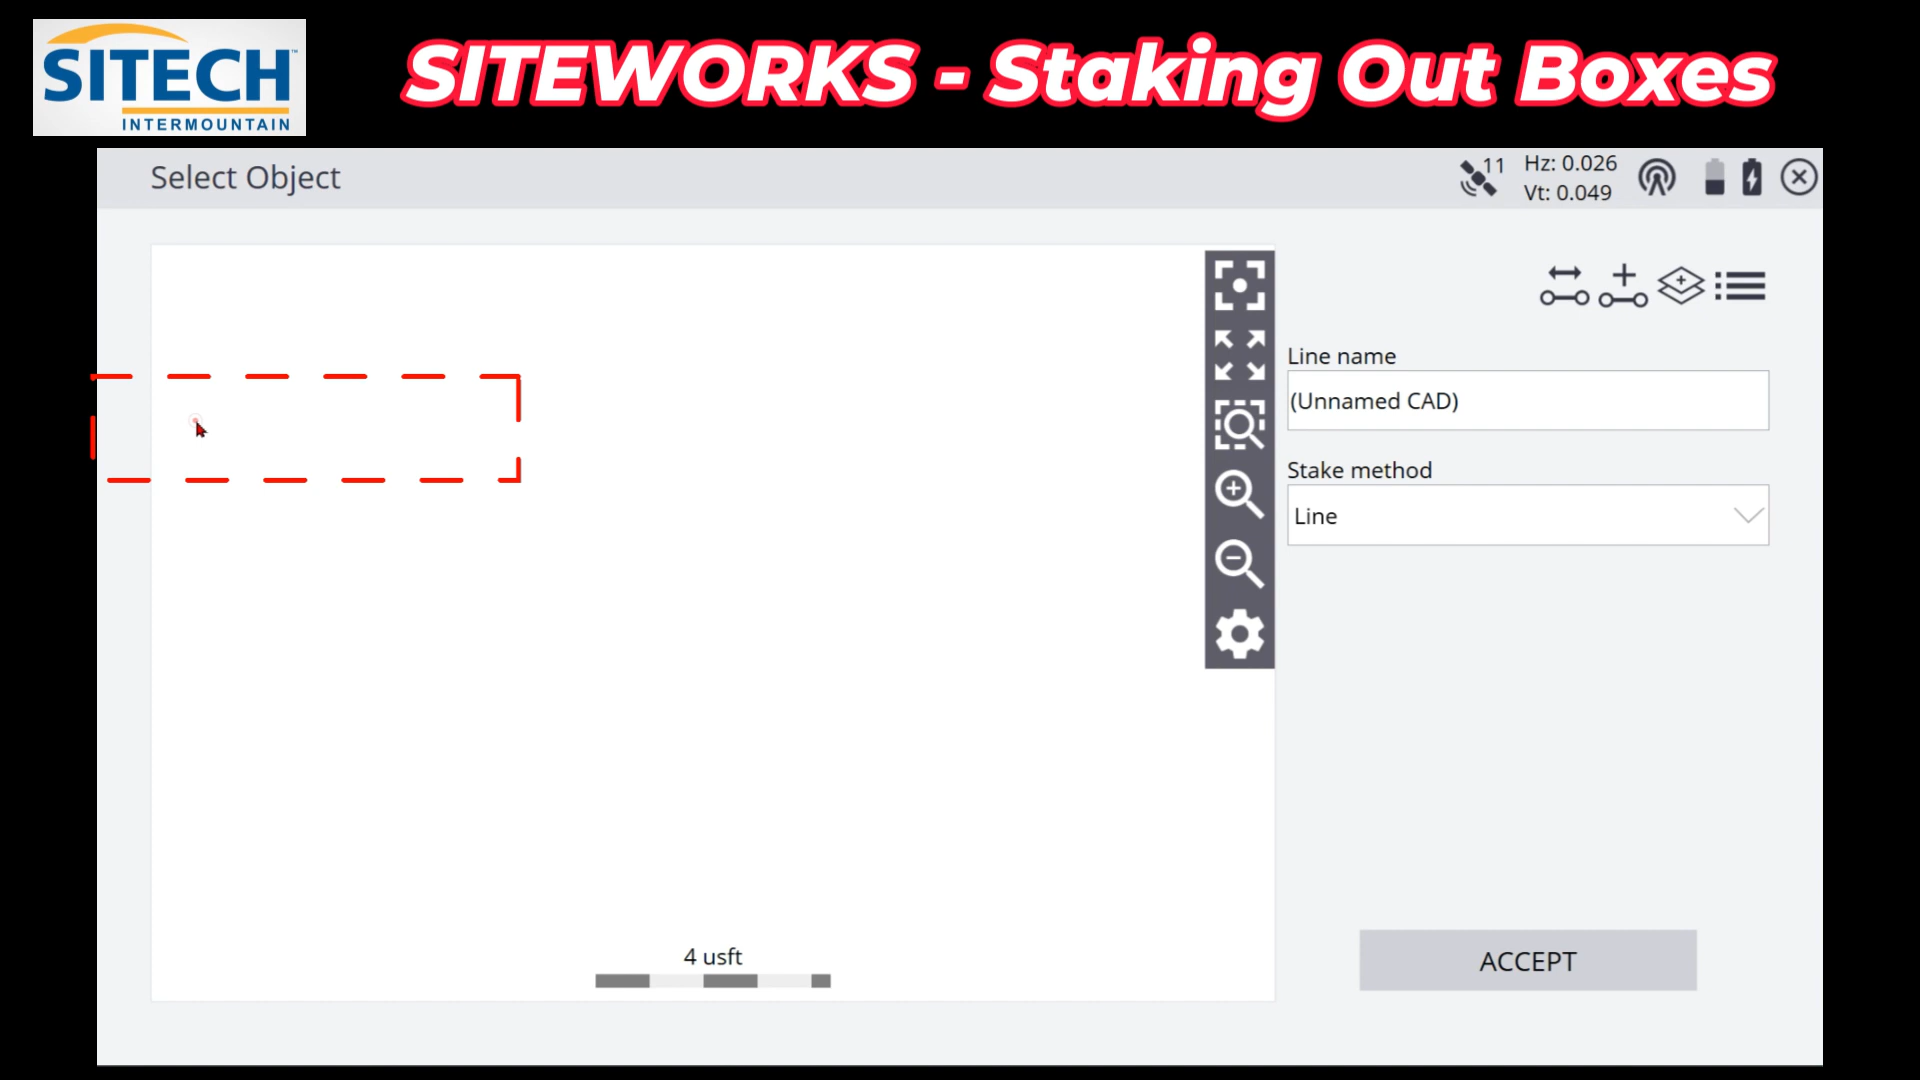 SITECH
INTERMOUNTAIN
SITEWORKS - Staking Out Boxes
Select Object
11
Hz: 0.026
Vt: 0.049
Line name
(Unnamed CAD)
Stake method
Line
4 usft
ACCEPT